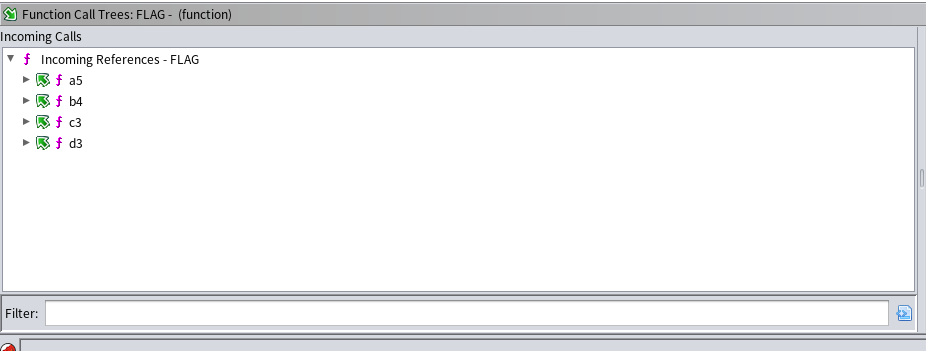 Function Call Trees: FLAG -  (function)
Incoming Calls
f Incoming References - FLAG
f a5
f b4
f c3
f d3
Filter: